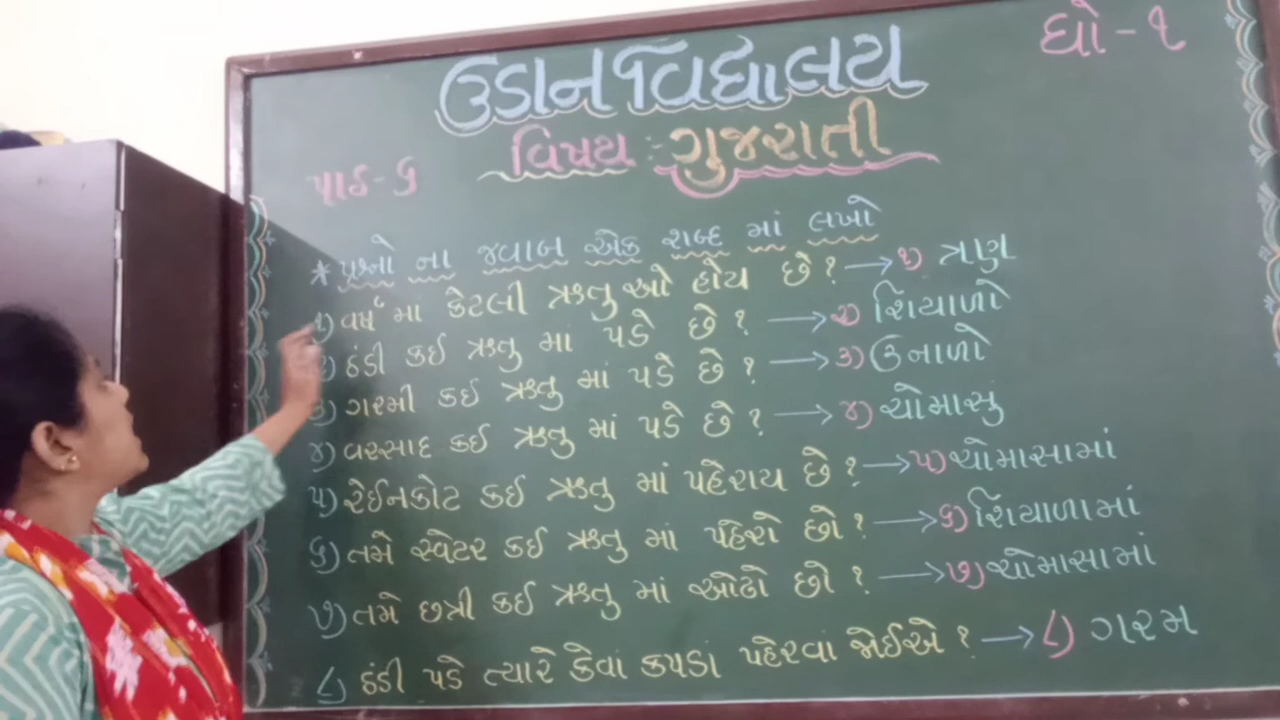 ઉડાન વિદ્યાલય
ધો - ૧
વિષય : ગુજરાતી
પાઠ - ૬
* પ્રશ્નો ના જવાબ એક શબ્દ માં લખો
૧) વર્ષ માં કેટલી ઋતુ ઓ હોય છે ? → ૧) ત્રણ
૨) ઠંડી કઈ ઋતુ માં પડે છે ? → ૨) શિયાળો
૩) ગરમી કઈ ઋતુ માં પડે છે ? → ૩) ઉનાળો
૪) વરસાદ કઈ ઋતુ માં પડે છે ? → ૪) ચોમાસુ
૫) રેઈનકોટ કઈ ઋતુ માં પહેરાય છે ? → ૫) ચોમાસામાં
૬) તમે સ્વેટર કઈ ઋતુ માં પહેરો છો ? → ૬) શિયાળામાં
૭) તમે છત્રી કઈ ઋતુ માં ઓઢો છો ? → ૭) ચોમાસામાં
૮) ઠંડી પડે ત્યારે કેવાં કપડાં પહેરવાં જોઈએ ? → ૮) ગરમ